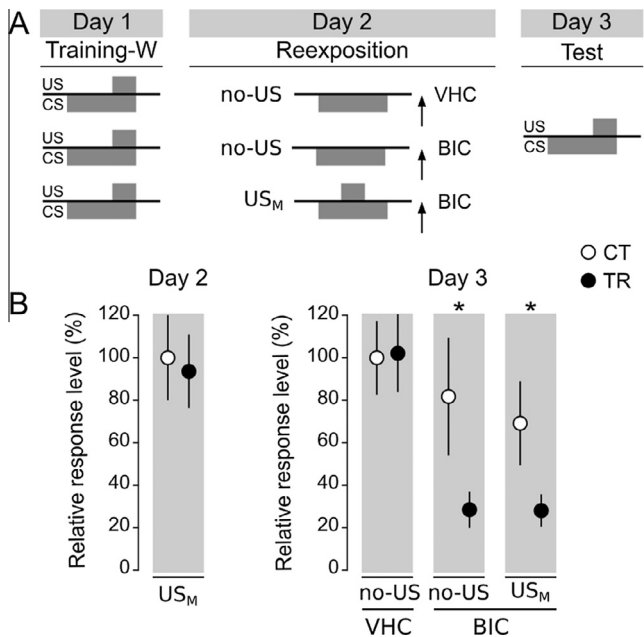 A
Day 1
Day 2
Day 3
Training-W
Reexposition
Test
US
CS
no-US
VHC
US
CS
no-US
BIC
US
CS
US
CS
USM
BIC
CT
TR
B
Day 2
Day 3
Relative response level (%)
120
100
80
60
40
20
0
USM
Relative response level (%)
120
100
80
60
40
20
0
*
*
no-US
no-US
USM
VHC
BIC